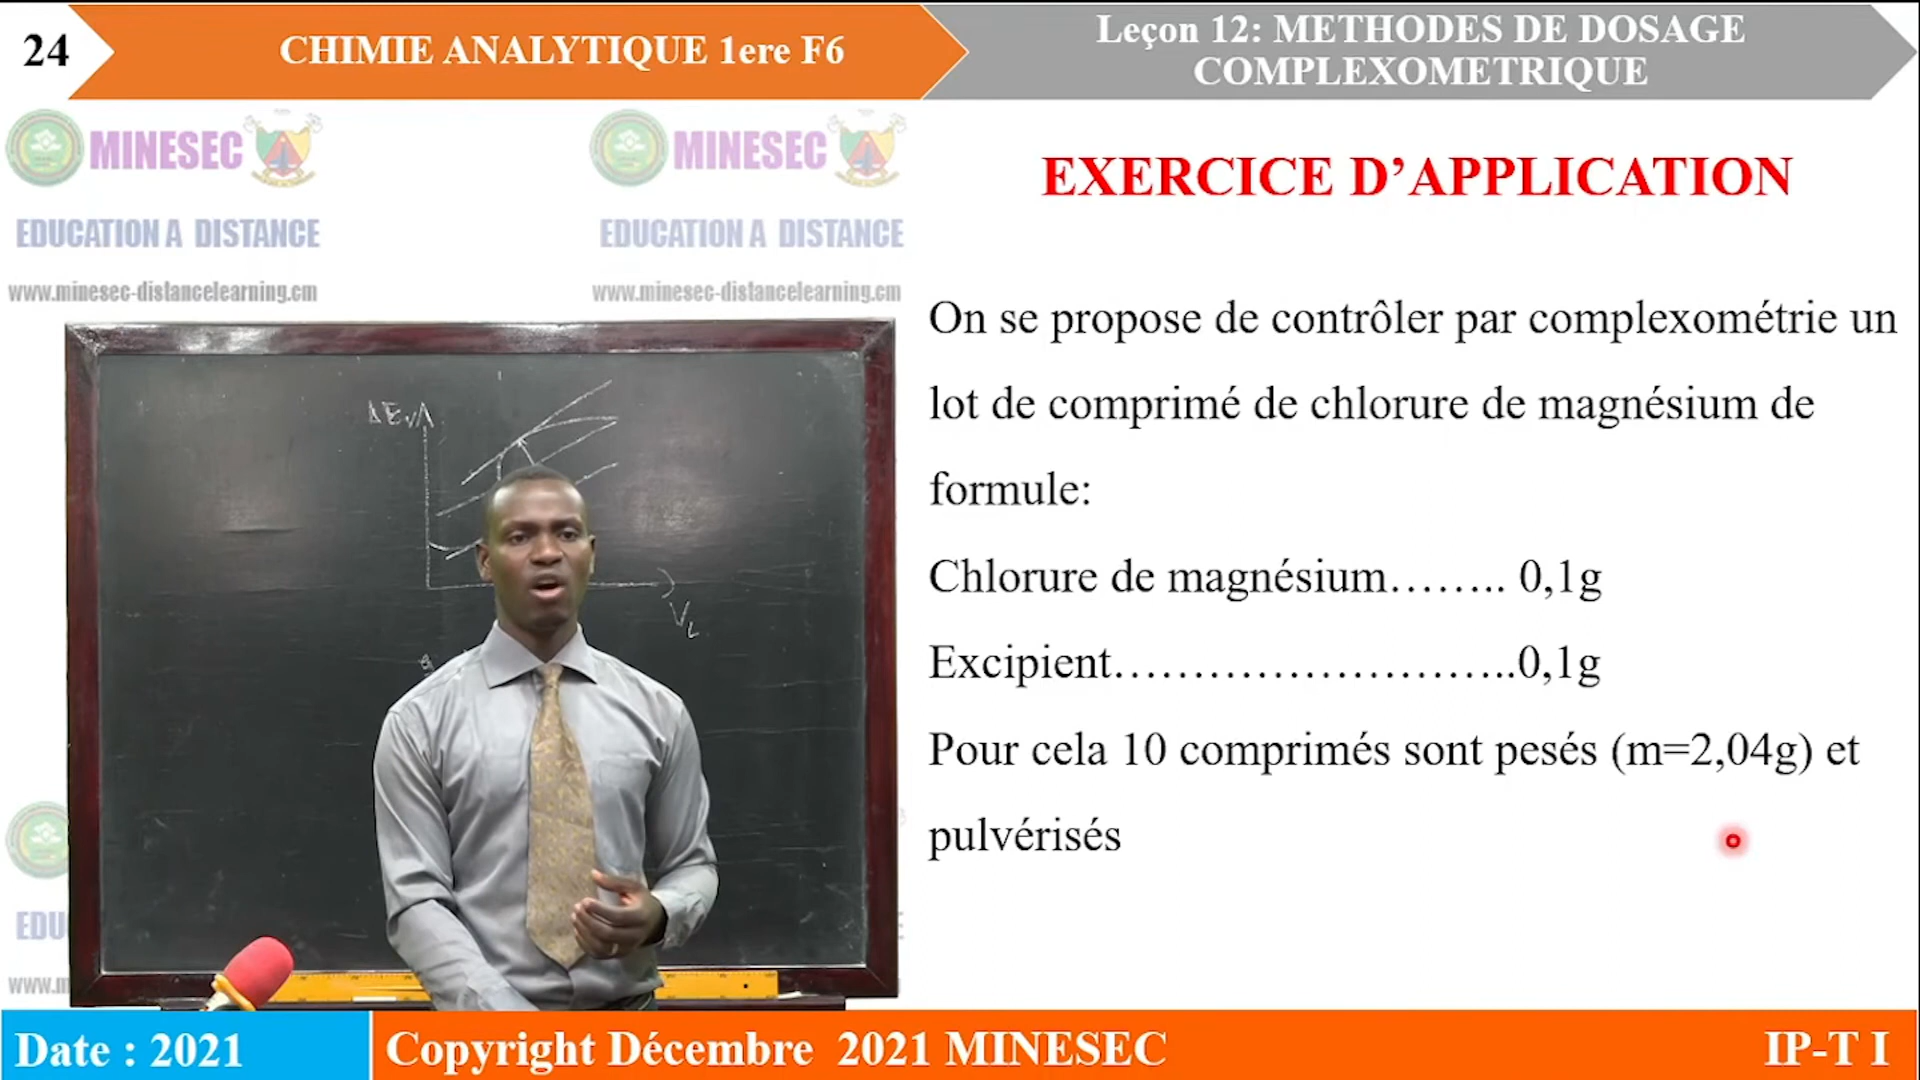 24
CHIMIE ANALYTIQUE 1ere F6
Leçon 12: METHODES DE DOSAGE
COMPLEXOMETRIQUE
MINESEC
EDUCATION A DISTANCE
www.minesec-distancelearning.cm
MINESEC
EDUCATION A DISTANCE
www.minesec-distancelearning.cm
EXERCICE D’APPLICATION
On se propose de contrôler par complexométrie un
lot de comprimé de chlorure de magnésium de
formule:
Chlorure de magnésium…….. 0,1g
Excipient……………………..0,1g
Pour cela 10 comprimés sont pesés (m=2,04g) et
pulvérisés
VL
EDU
www.m
Date : 2021
Copyright Décembre 2021 MINESEC
IP-T I